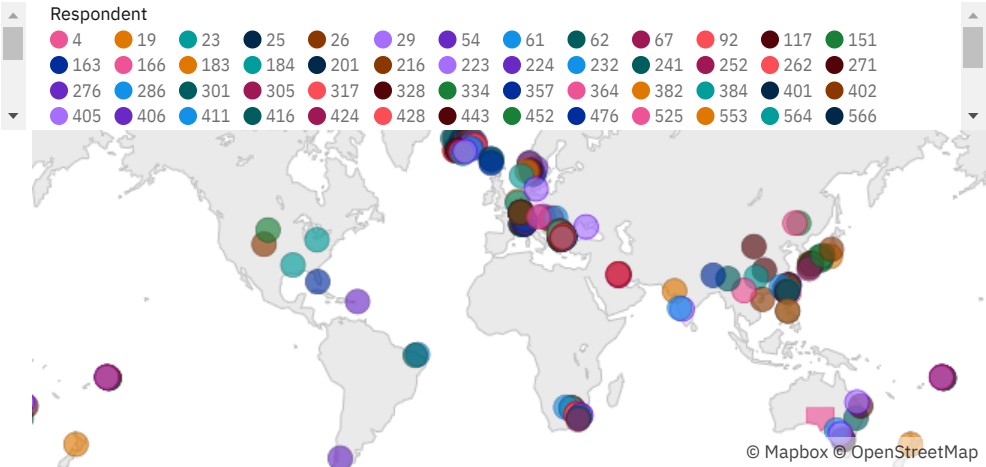 Respondent
4 19 23 25 26 29 54 61 62 67 92 117 151
163 166 183 184 201 216 223 224 232 241 252 262 271
276 286 301 305 317 328 334 357 364 382 384 401 402
405 406 411 416 424 428 443 452 476 525 553 564 566
© Mapbox © OpenStreetMap